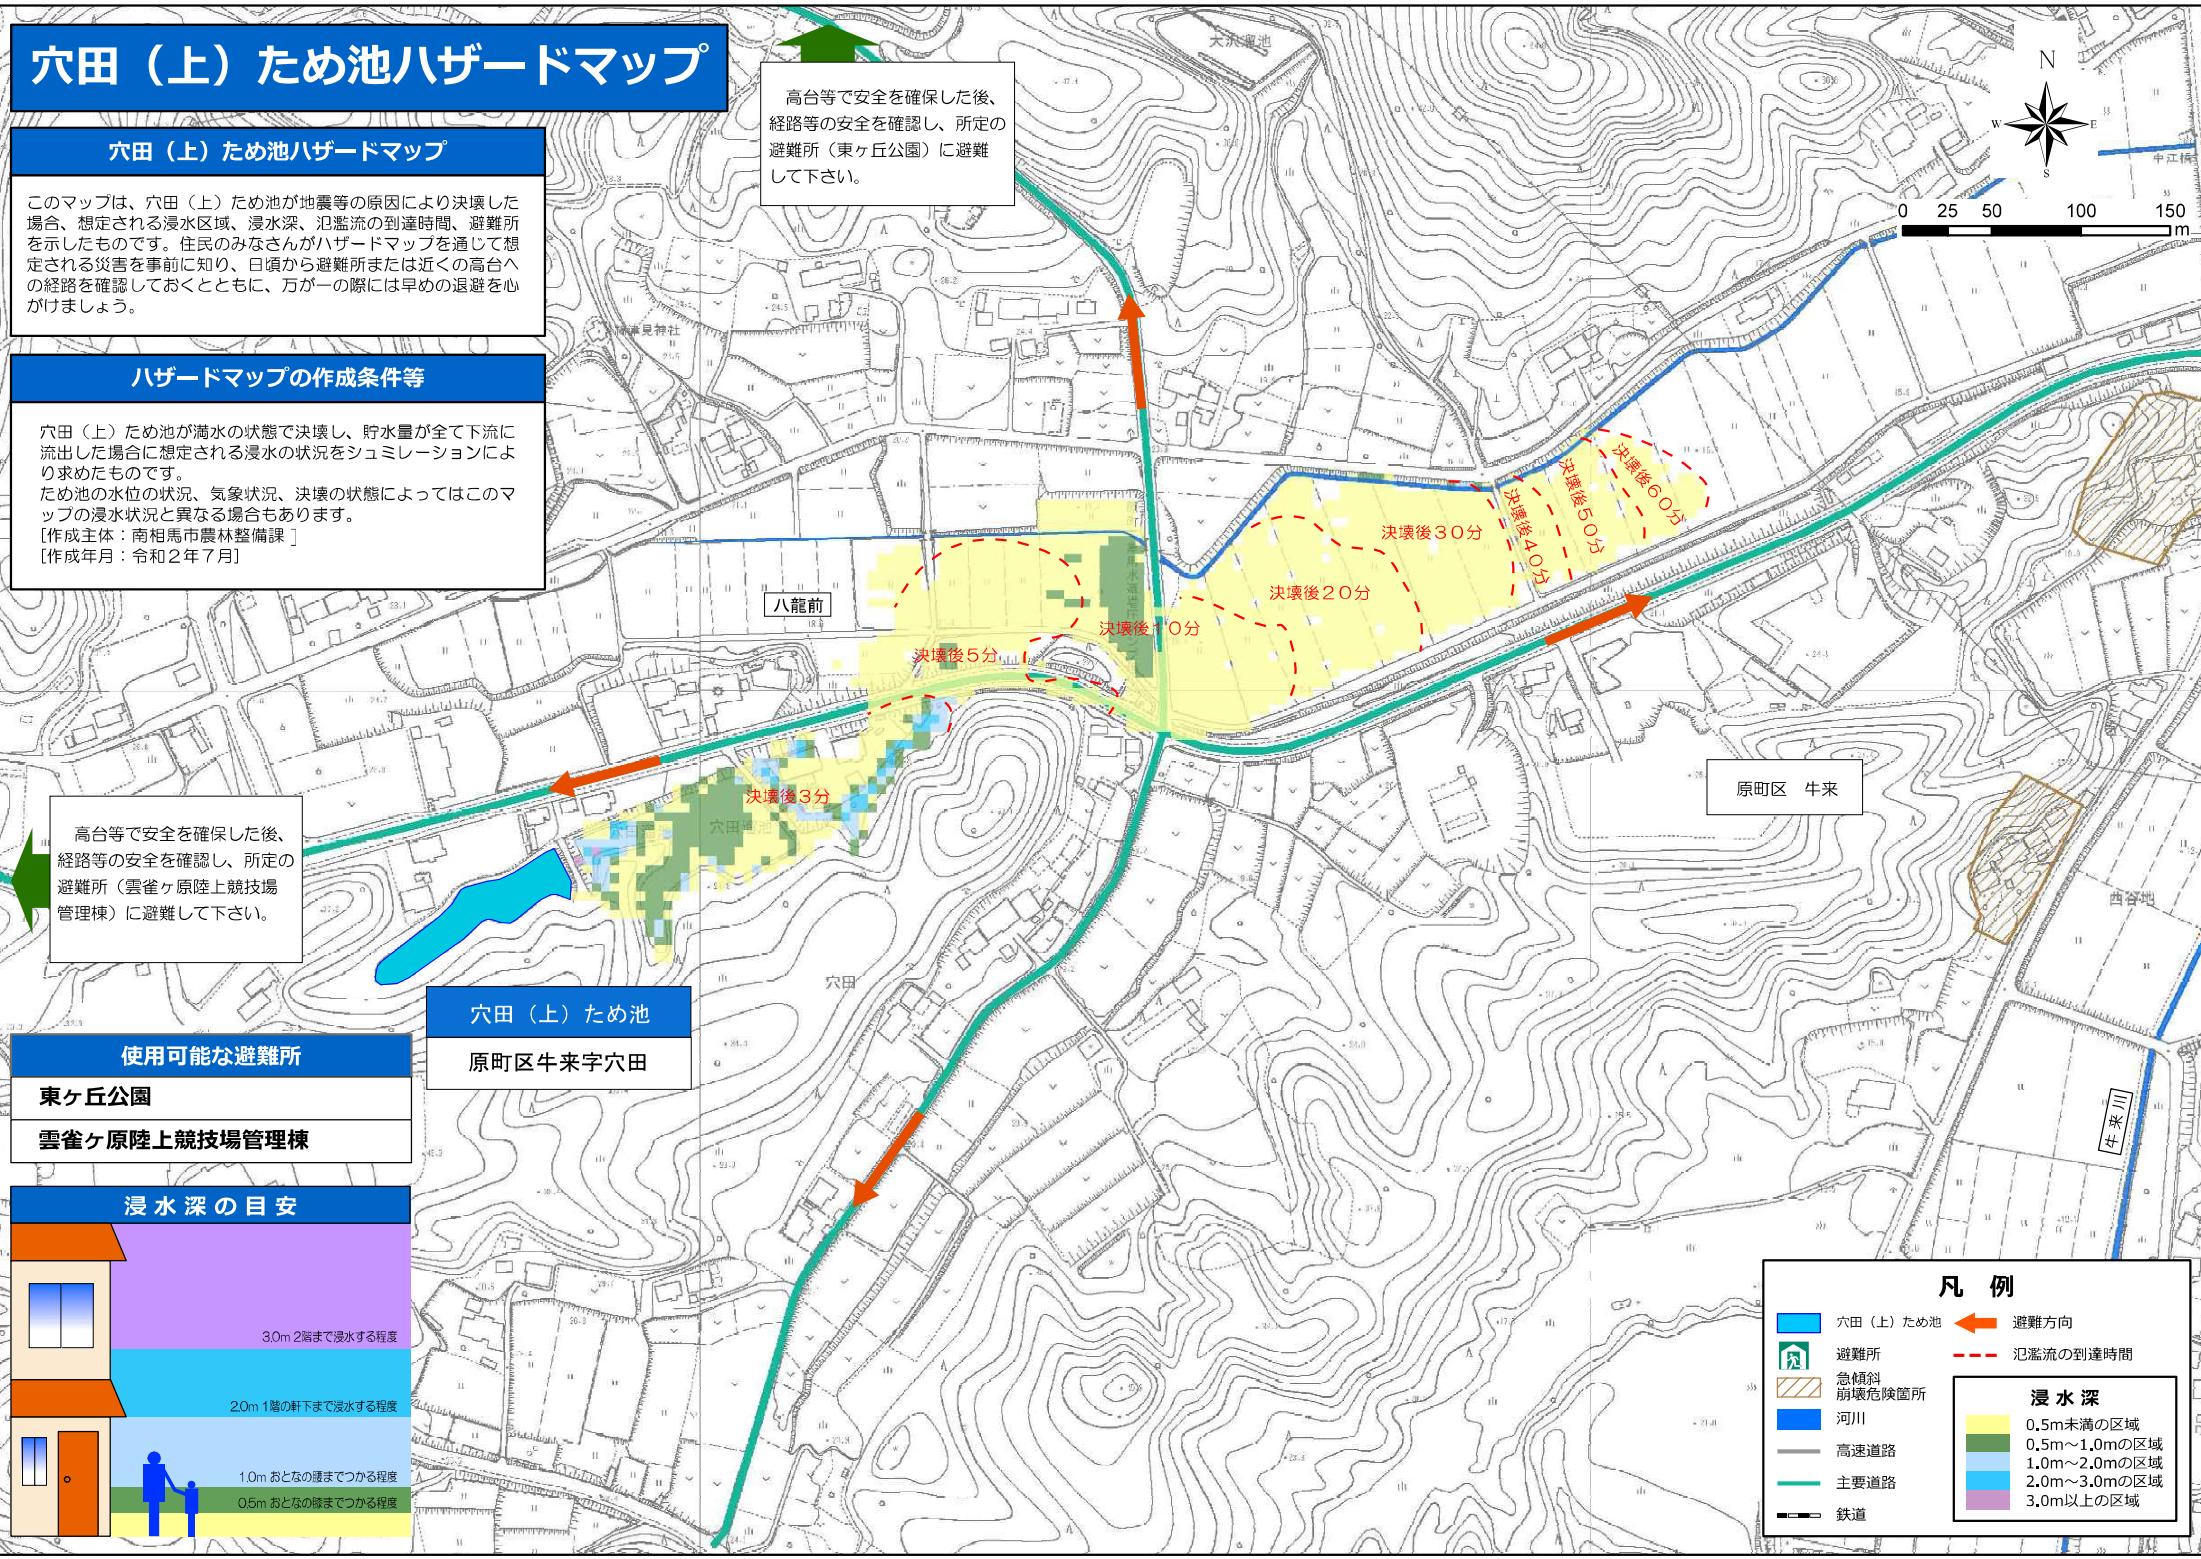 穴田（上）ため池ハザードマップ
穴田（上）ため池ハザードマップ
このマップは、穴田（上）ため池が地震等の原因により決壊した
場合、想定される浸水区域、浸水深、氾濫流の到達時間、避難所
を示したものです。住民のみなさんがハザードマップを通じて想
定される災害を事前に知り、日頃から避難所または近くの高台へ
の経路を確認しておくとともに、万が一の際には早めの退避を心
がけましょう。
ハザードマップの作成条件等
穴田（上）ため池が満水の状態で決壊し、貯水量が全て下流に
流出した場合に想定される浸水の状況をシュミレーションによ
り求めたものです。
ため池の水位の状況、気象状況、決壊の状態によってはこのマ
ップの浸水状況と異なる場合もあります。
[作成主体：南相馬市農林整備課 ]
[作成年月：令和２年７月]
高台等で安全を確保した後、
経路等の安全を確認し、所定の
避難所（東ヶ丘公園）に避難
して下さい。
N
W
E
S
0 25 50 100 150
m
中江橋
八龍前
決壊後３分
決壊後５分
決壊後１０分
決壊後２０分
決壊後３０分
決壊後４０分
決壊後５０分
決壊後６０分
原町区　牛来
高台等で安全を確保した後、
経路等の安全を確認し、所定の
避難所（雲雀ヶ原陸上競技場
管理棟）に避難して下さい。
穴田
牛来川
穴田（上）ため池
原町区牛来字穴田
使用可能な避難所
東ヶ丘公園
雲雀ヶ原陸上競技場管理棟
浸水深の目安
3.0m 2階まで浸水する程度
2.0m 1階の軒下まで浸水する程度
1.0m おとなの腰までつかる程度
0.5m おとなの膝までつかる程度
凡　例
穴田（上）ため池
避難方向
避難所
氾濫流の到達時間
急傾斜
崩壊危険箇所
河川
高速道路
主要道路
鉄道
浸水深
0.5m未満の区域
0.5m～1.0mの区域
1.0m～2.0mの区域
2.0m～3.0mの区域
3.0m以上の区域